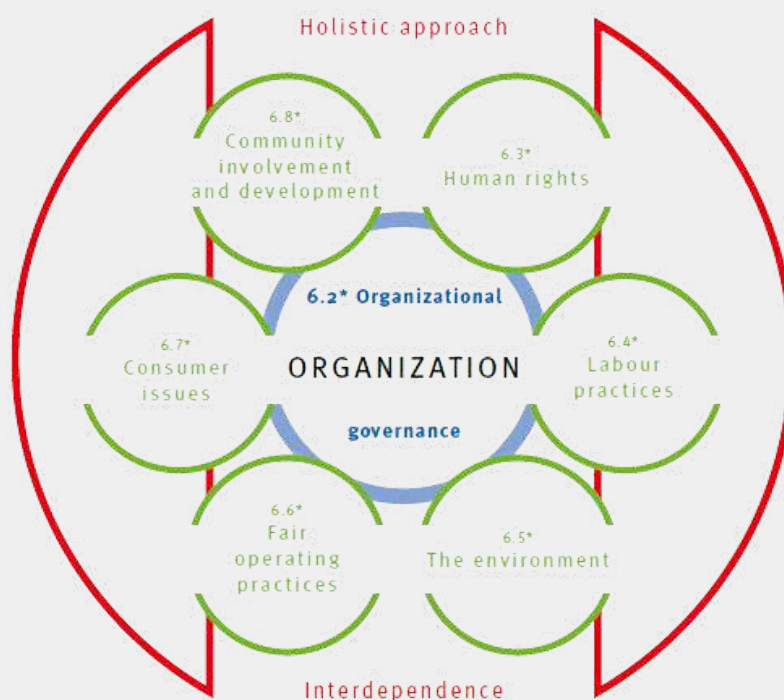 Holistic approach
6.8*
Community
involvement
and development
6.3*
Human rights
6.2* Organizational
6.7*
Consumer
issues
ORGANIZATION
6.4*
Labour
practices
governance
6.6*
Fair
operating
practices
6.5*
The environment
Interdependence